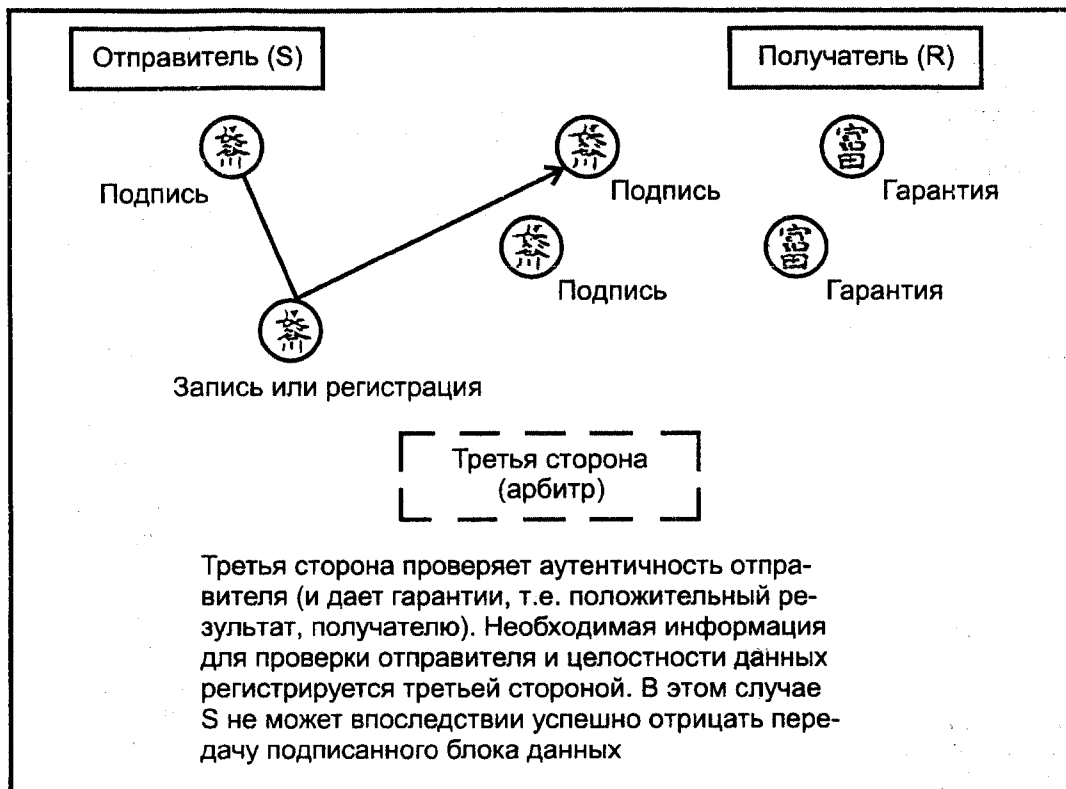 Отправитель (S)
Получатель (R)
富
Подпись
Подпись
Гарантия
富
Подпись
Гарантия
Запись или регистрация
Третья сторона
(арбитр)
Третья сторона проверяет аутентичность отпра-
вителя (и дает гарантии, т.е. положительный ре-
зультат, получателю). Необходимая информация
для проверки отправителя и целостности данных
регистрируется третьей стороной. В этом случае
S не может впоследствии успешно отрицать пере-
дачу подписанного блока данных